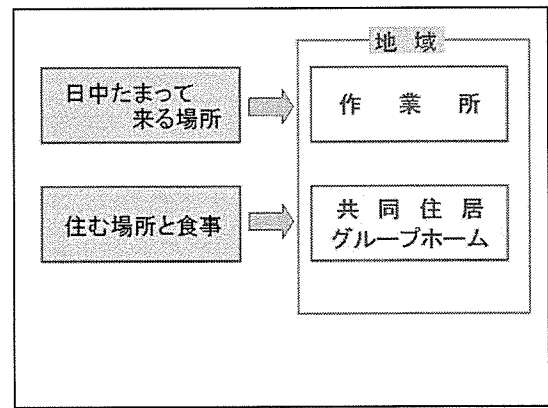 地域
日中たまって
来る場所
作業所
住む場所と食事
共同住居
グループホーム